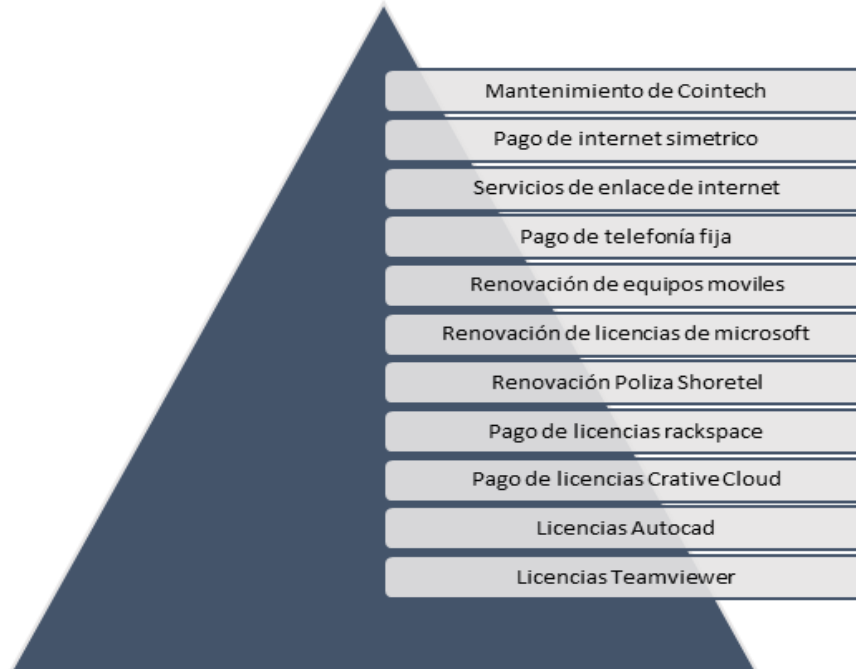 Mantenimiento de Cointech
Pago de internet simetrico
Servicios de enlace de internet
Pago de telefonía fija
Renovación de equipos moviles
Renovación de licencias de microsoft
Renovación Poliza Shoretel
Pago de licencias rackspace
Pago de licencias Crative Cloud
Licencias Autocad
Licencias Teamviewer